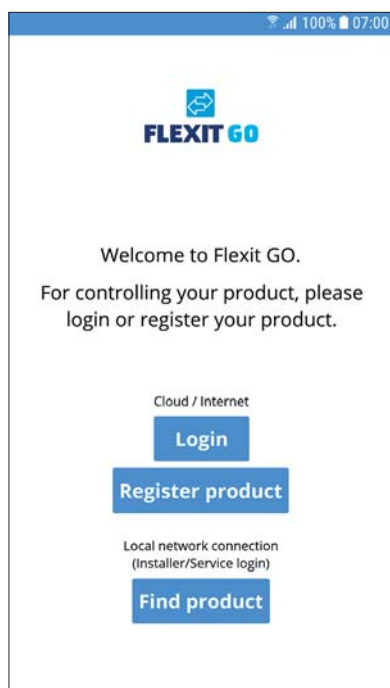 100% 07:00
FLEXIT GO
Welcome to Flexit GO.
For controlling your product, please
login or register your product.
Cloud / Internet
Login
Register product
Local network connection
(Installer/Service login)
Find product